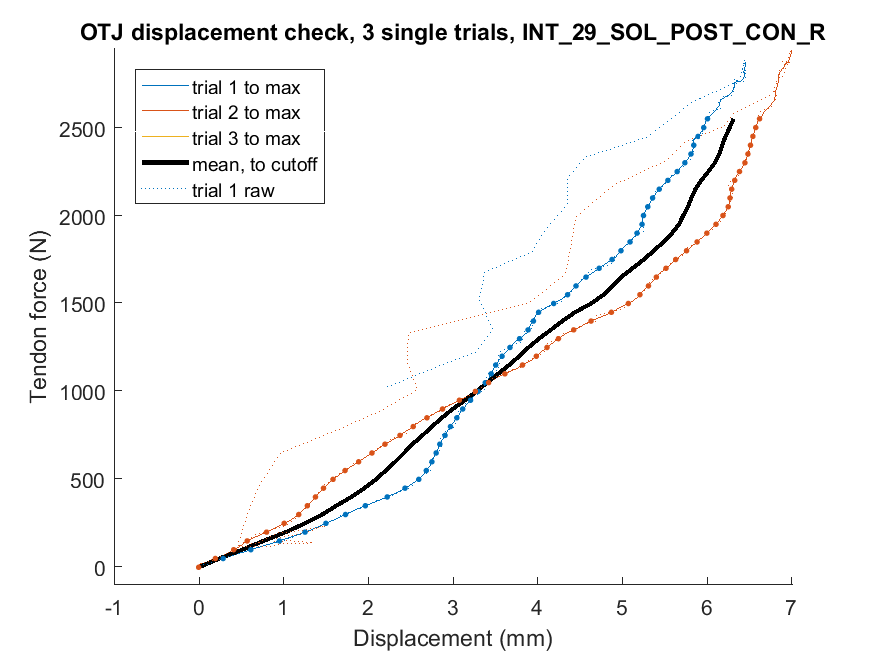 OTJ displacement check, 3 single trials, INT_29_SOL_POST_CON_R
trial 1 to max
trial 2 to max
trial 3 to max
mean, to cutoff
trial 1 raw
Tendon force (N)
2500
2000
1500
1000
500
0
-1 0 1 2 3 4 5 6 7
Displacement (mm)